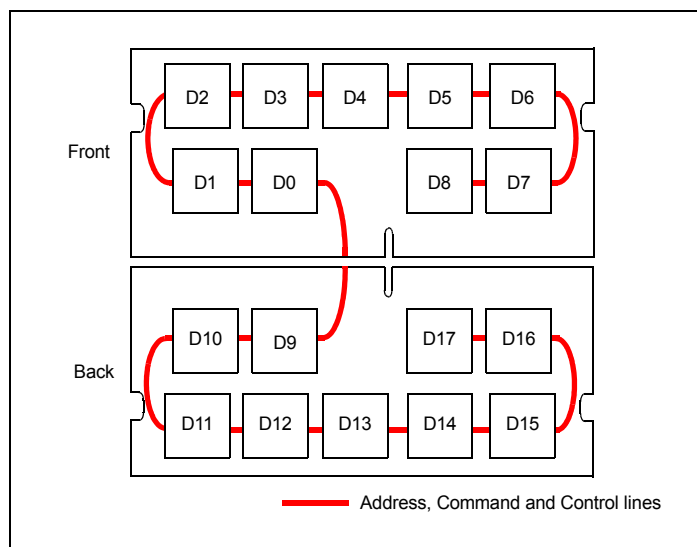 D2 D3 D4 D5 D6
Front
D1 D0 D8 D7
D10 D9 D17 D16
Back
D11 D12 D13 D14 D15
Address, Command and Control lines